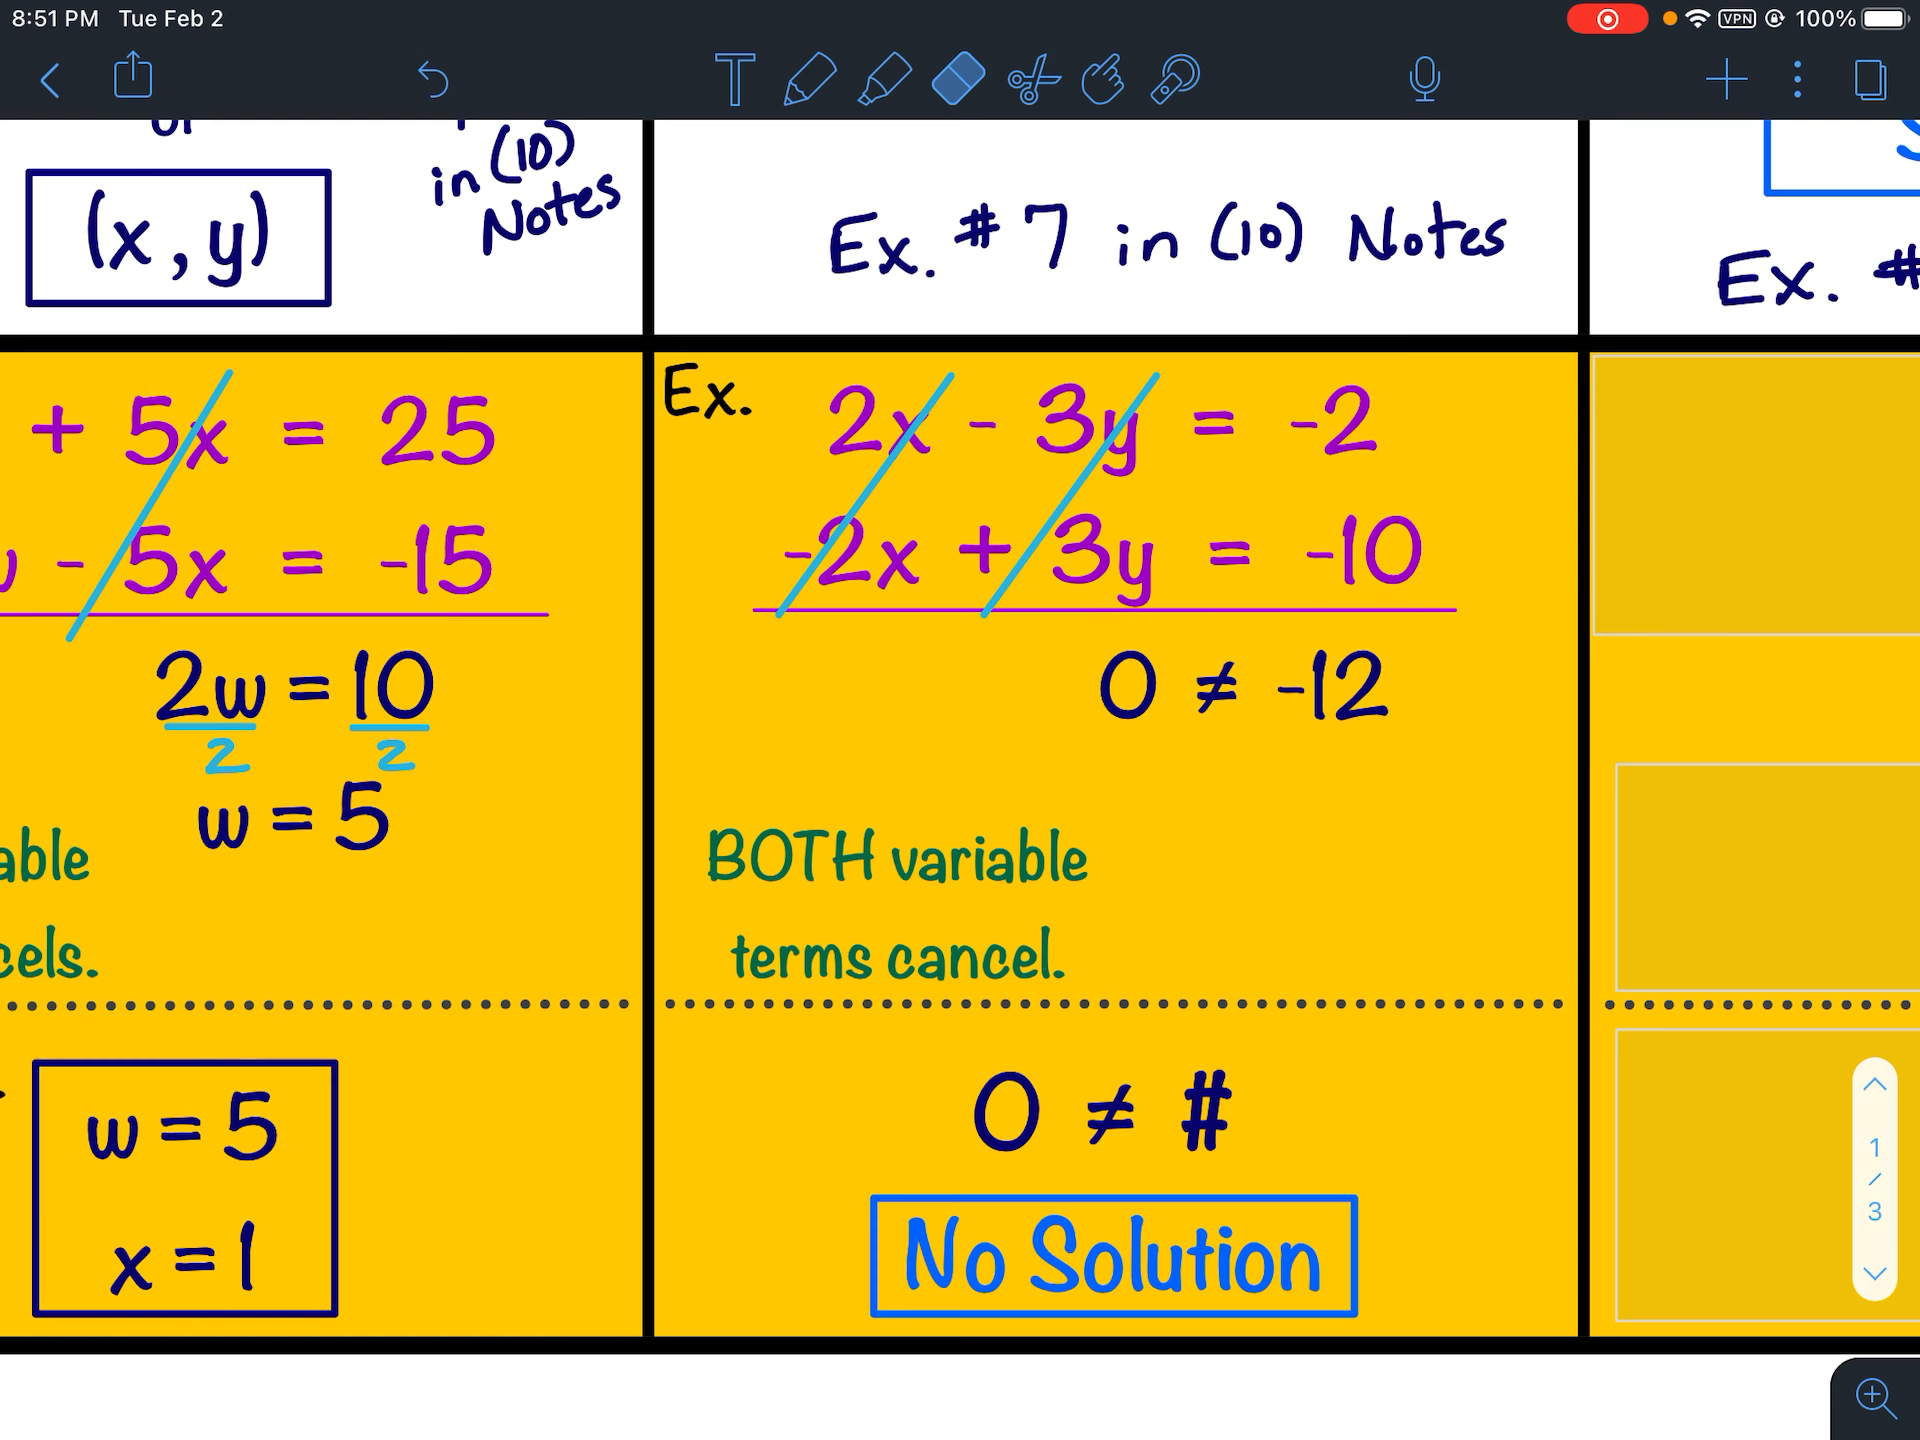 8:51 PM Tue Feb 2
VPN 100%
T
in (10)
Notes
(x, y)
Ex. # 7 in (10) Notes
Ex. #
+ 5x = 25
- 5x = -15
2w = 10
2 2
w = 5
able
cels.
w = 5
x = 1
Ex.
2x - 3y = -2
-2x + 3y = -10
0 ≠ -12
BOTH variable
terms cancel.
0 ≠ #
No Solution
1
/
3